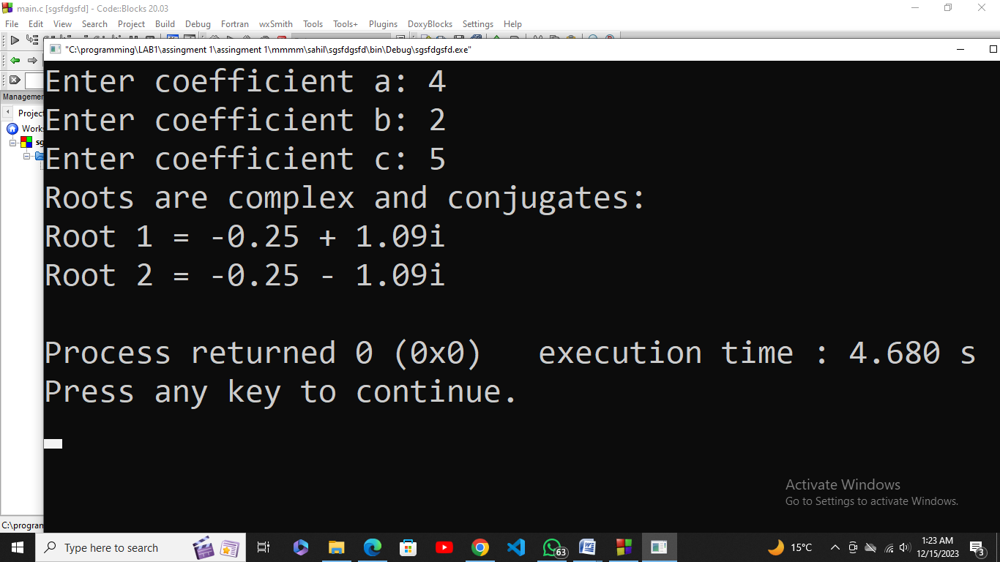 main.c [sgsfdgsfd] - Code::Blocks 20.03
File Edit View Search Project Build Debug Fortran wxSmith Tools Tools+ Plugins DoxyBlocks Settings Help
"C:\programming\LAB1\assingment 1\assingment 1\mmmm\sahil\sgsfdgsfd\bin\Debug\sgsfdgsfd.exe"
Enter coefficient a: 4
Enter coefficient b: 2
Enter coefficient c: 5
Roots are complex and conjugates:
Root 1 = -0.25 + 1.09i
Root 2 = -0.25 - 1.09i
Process returned 0 (0x0)   execution time : 4.680 s
Press any key to continue.
Managemen
Projec
Works
sg
C:\program
Activate Windows
Go to Settings to activate Windows.
Type here to search
63
15°C
1:23 AM
12/15/2023
3